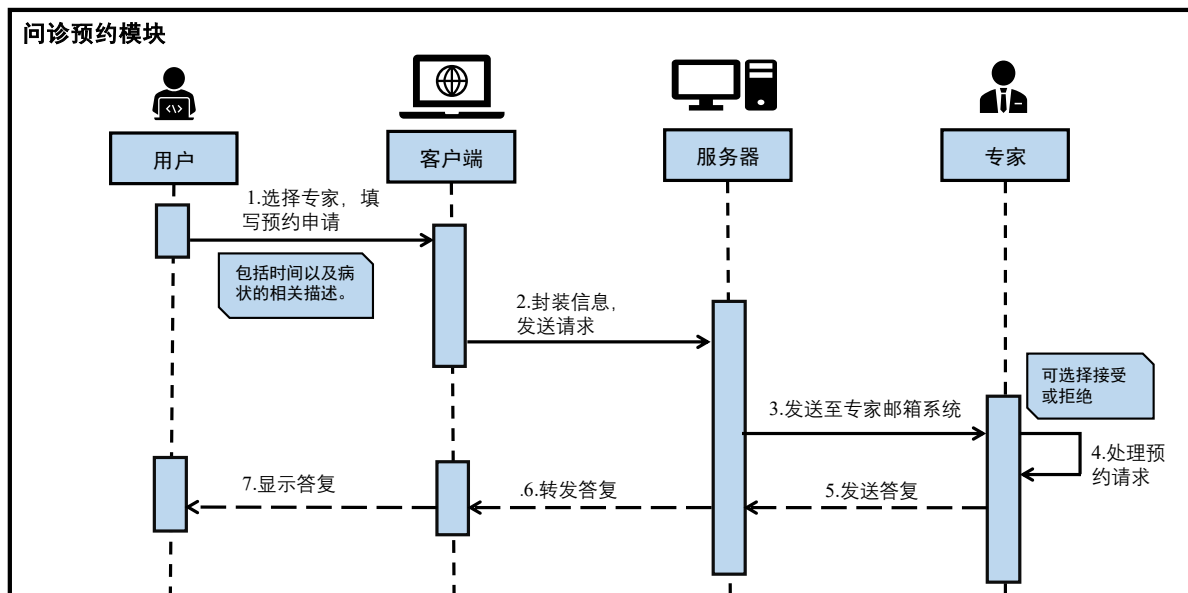 问诊预约模块
用户
客户端
服务器
专家
1.选择专家，填
写预约申请
包括时间以及病
状的相关描述。
2.封装信息，
发送请求
可选择接受
或拒绝
3.发送至专家邮箱系统
4.处理预
约请求
7.显示答复
.6.转发答复
5.发送答复